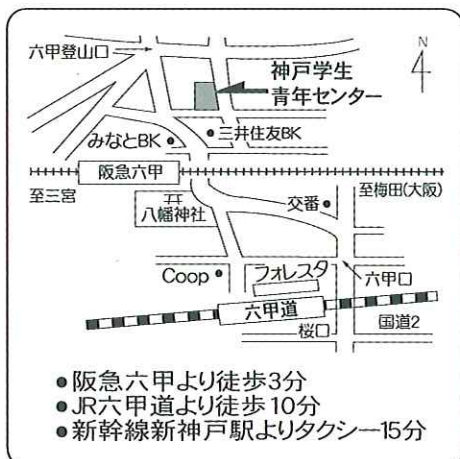 六甲登山口
N
神戸学生
青年センター
みなとBK
三井住友BK
阪急六甲
至三宮
至梅田(大阪)
八幡神社
交番
Coop
フォレスタ
六甲口
六甲道
桜口
国道2
●阪急六甲より徒歩3分
●JR六甲道より徒歩10分
●新幹線新神戸駅よりタクシー15分